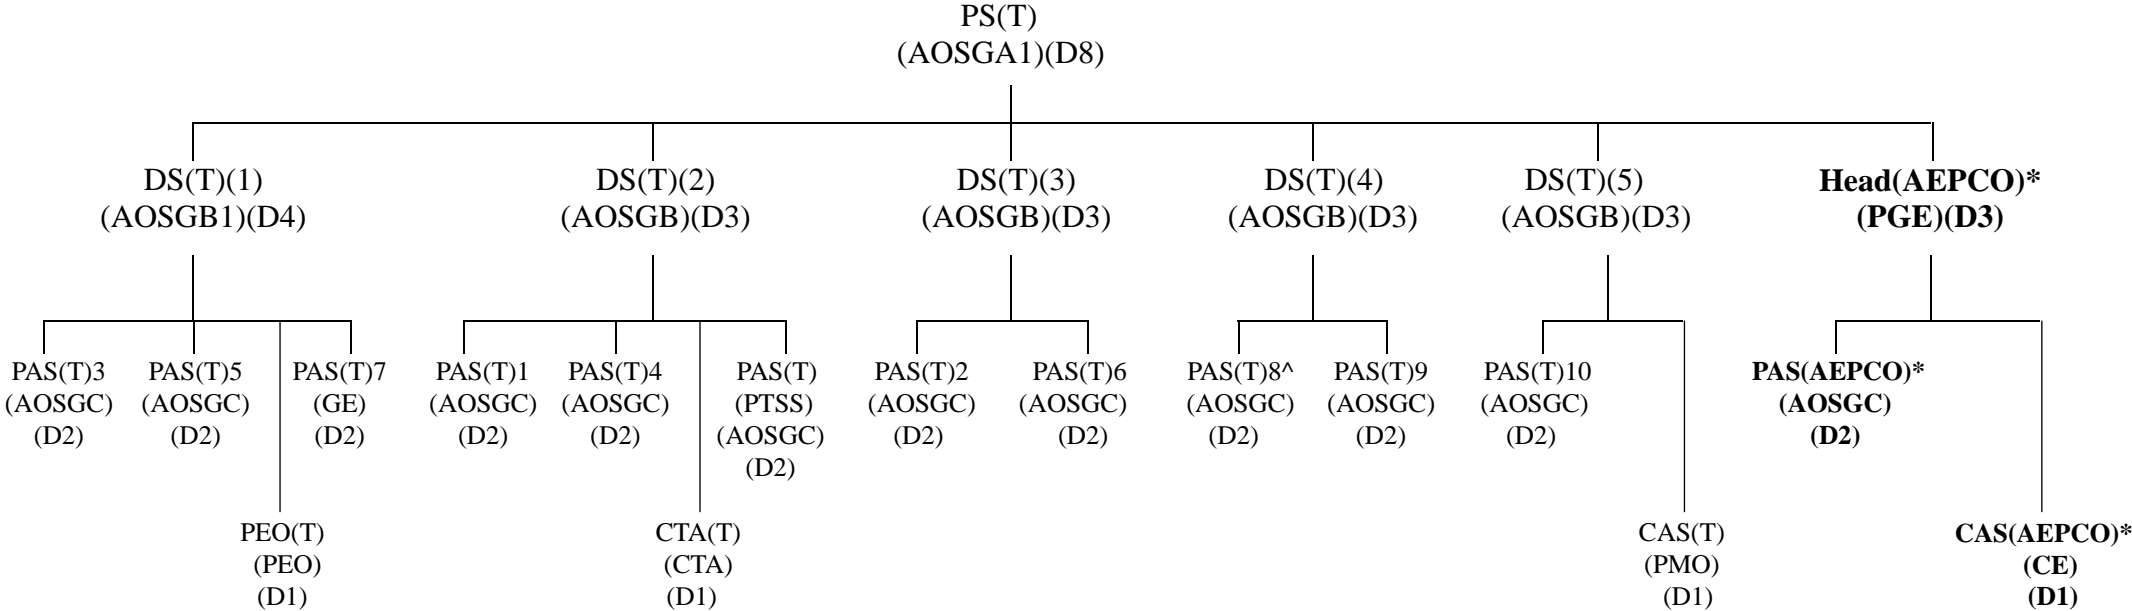 PS(T)
(AOSGA1)(D8)
DS(T)(1)
(AOSGB1)(D4)
DS(T)(2)
(AOSGB)(D3)
DS(T)(3)
(AOSGB)(D3)
DS(T)(4)
(AOSGB)(D3)
DS(T)(5)
(AOSGB)(D3)
Head(AEPCO)*
(PGE)(D3)
PAS(T)3
(AOSGC)
(D2)
PAS(T)5
(AOSGC)
(D2)
PAS(T)7
(GE)
(D2)
PAS(T)1
(AOSGC)
(D2)
PAS(T)4
(AOSGC)
(D2)
PAS(T)
(PTSS)
(AOSGC)
(D2)
PAS(T)2
(AOSGC)
(D2)
PAS(T)6
(AOSGC)
(D2)
PAS(T)8^
(AOSGC)
(D2)
PAS(T)9
(AOSGC)
(D2)
PAS(T)10
(AOSGC)
(D2)
PAS(AEPCO)*
(AOSGC)
(D2)
PEO(T)
(PEO)
(D1)
CTA(T)
(CTA)
(D1)
CAS(T)
(PMO)
(D1)
CAS(AEPCO)*
(CE)
(D1)